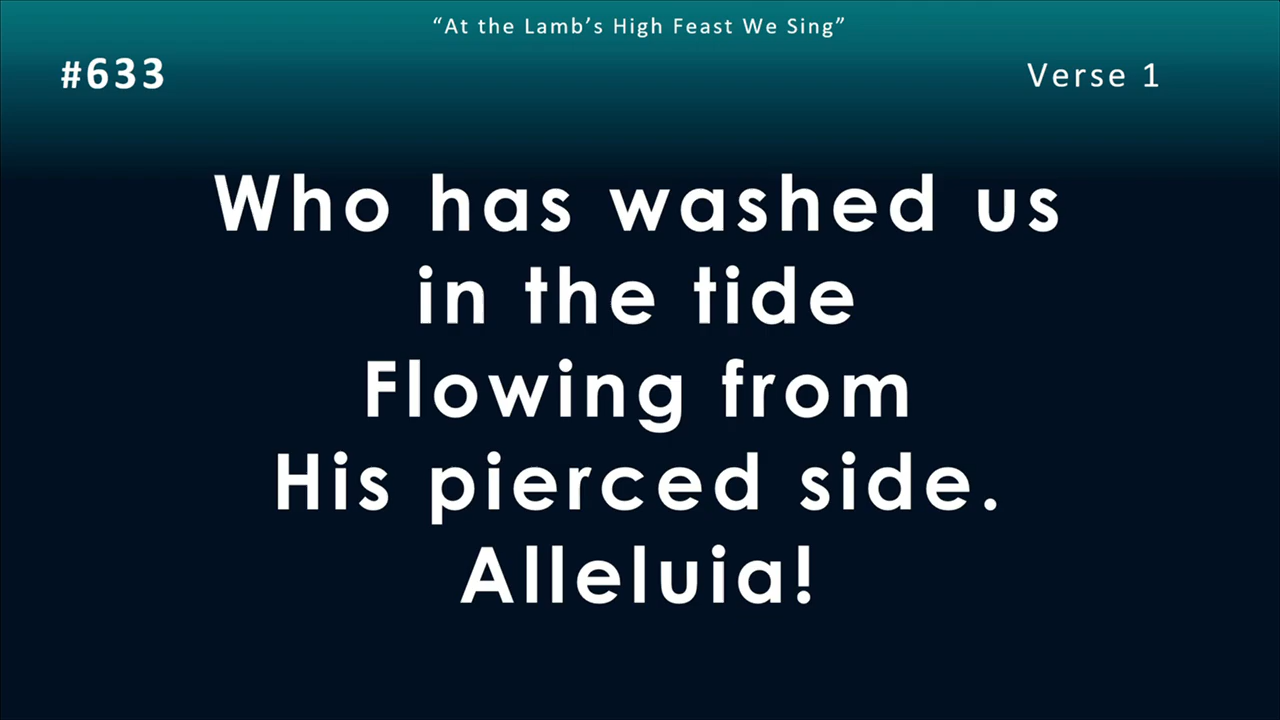 “At the Lamb’s High Feast We Sing”
#633
Verse 1
Who has washed us
in the tide
Flowing from
His pierced side.
Alleluia!